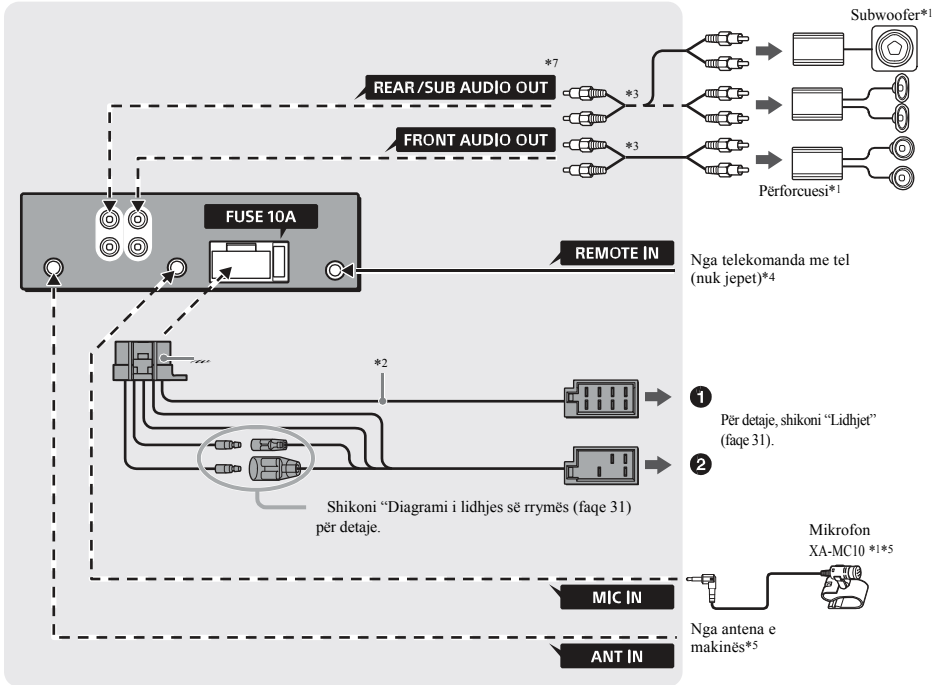 Subwoofer*1
*7
REAR/SUB AUDIO OUT
*3
FRONT AUDIO OUT
*3
Përforcuesi*1
FUSE 10A
REMOTE IN
Nga telekomanda me tel
(nuk jepet)*4
*2
1
Për detaje, shikoni “Lidhjet”
(faqe 31).
2
Shikoni “Diagrami i lidhjes së rrymës (faqe 31)
për detaje.
Mikrofon
XA-MC10 *1*5
MIC IN
Nga antena e
makinës*5
ANT IN